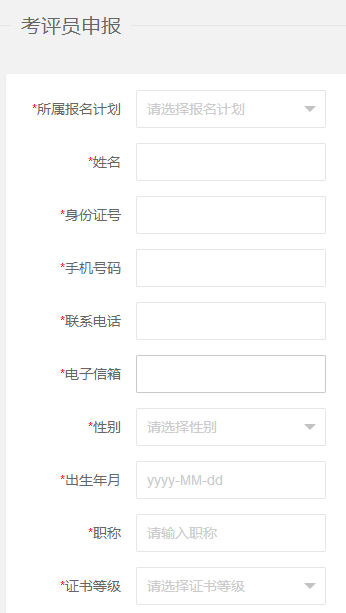 考评员申报
*所属报名计划 请选择报名计划
*姓名
*身份证号
*手机号码
*联系电话
*电子信箱
*性别 请选择性别
*出生年月 yyyy-MM-dd
*职称 请输入职称
*证书等级 请选择证书等级